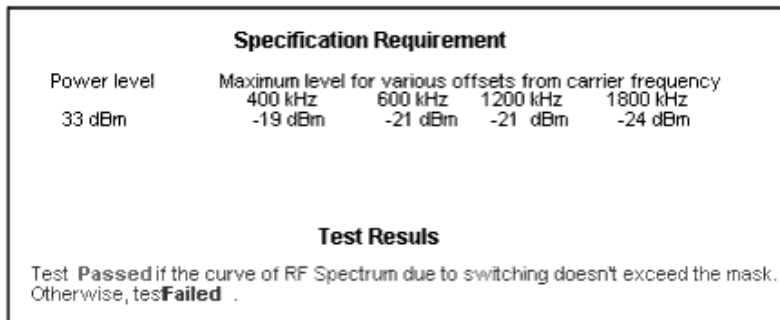 Specification Requirement
Power level Maximum level for various offsets from carrier frequency
400 kHz 600 kHz 1200 kHz 1800 kHz
33 dBm -19 dBm -21 dBm -21 dBm -24 dBm
Test Resuls
Test Passed if the curve of RF Spectrum due to switching doesn't exceed the mask.
Otherwise, testFailed .